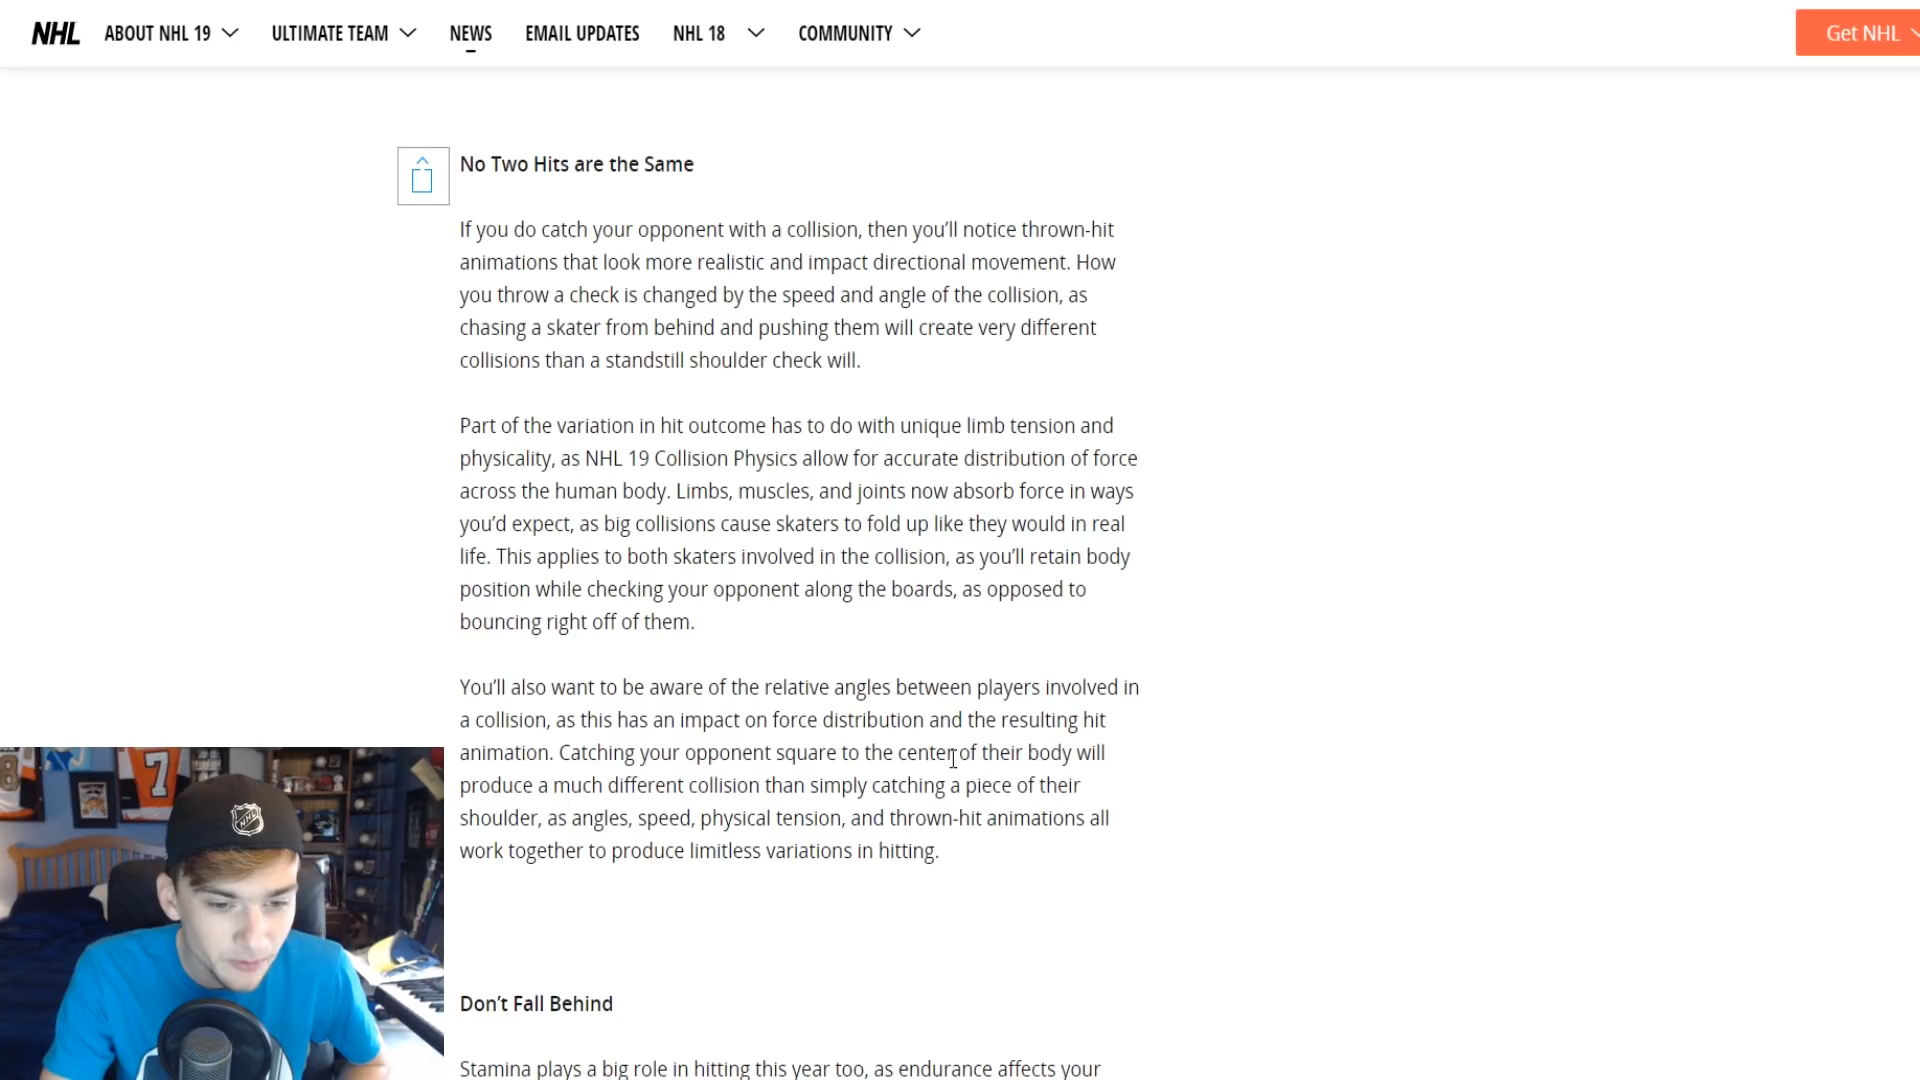 NHL ABOUT NHL 19 ULTIMATE TEAM NEWS EMAIL UPDATES NHL 18 COMMUNITY Get NHL
No Two Hits are the Same
If you do catch your opponent with a collision, then you’ll notice thrown-hit
animations that look more realistic and impact directional movement. How
you throw a check is changed by the speed and angle of the collision, as
chasing a skater from behind and pushing them will create very different
collisions than a standstill shoulder check will.
Part of the variation in hit outcome has to do with unique limb tension and
physicality, as NHL 19 Collision Physics allow for accurate distribution of force
across the human body. Limbs, muscles, and joints now absorb force in ways
you’d expect, as big collisions cause skaters to fold up like they would in real
life. This applies to both skaters involved in the collision, as you’ll retain body
position while checking your opponent along the boards, as opposed to
bouncing right off of them.
You’ll also want to be aware of the relative angles between players involved in
a collision, as this has an impact on force distribution and the resulting hit
animation. Catching your opponent square to the center of their body will
produce a much different collision than simply catching a piece of their
shoulder, as angles, speed, physical tension, and thrown-hit animations all
work together to produce limitless variations in hitting.
Don’t Fall Behind
Stamina plays a big role in hitting this year too, as endurance affects your
8
7
NHL